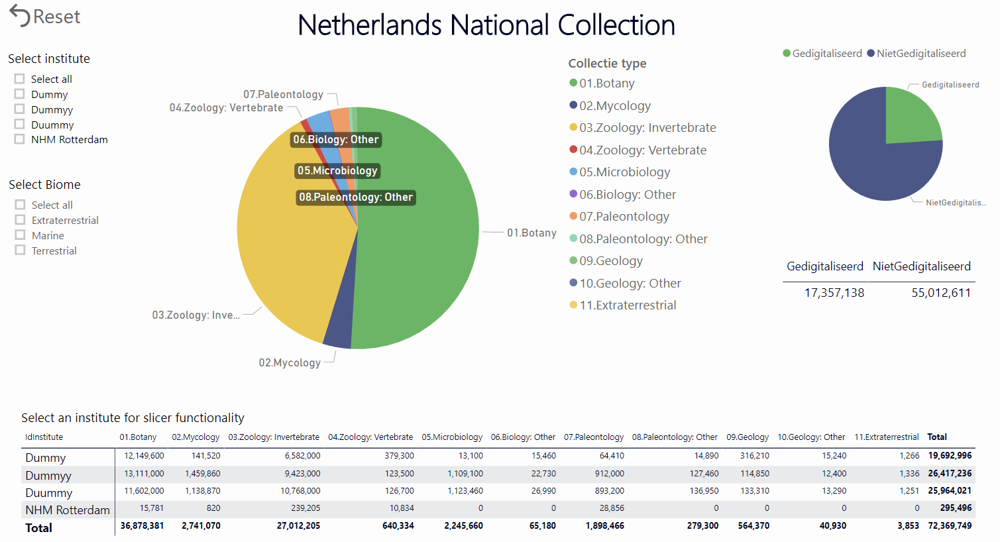 Reset
Netherlands National Collection
Select institute
Select all
Dummy
Dummyy
Duummy
NHM Rotterdam
Select Biome
Select all
Extraterrestrial
Marine
Terrestrial
07.Paleontology
04.Zoology: Vertebrate
06.Biology: Other
05.Microbiology
08.Paleontology: Other
01.Botany
03.Zoology: Inve...
02.Mycology
Collectie type
01.Botany
02.Mycology
03.Zoology: Invertebrate
04.Zoology: Vertebrate
05.Microbiology
06.Biology: Other
07.Paleontology
08.Paleontology: Other
09.Geology
10.Geology: Other
11.Extraterrestrial
Gedigitaliseerd NietGedigitaliseerd
Gedigitaliseerd
NietGedigitalis...
Gedigitaliseerd NietGedigitaliseerd
17,357,138 55,012,611
Select an institute for slicer functionality
IdInstitute 01.Botany 02.Mycology 03.Zoology: Invertebrate 04.Zoology: Vertebrate 05.Microbiology 06.Biology: Other 07.Paleontology 08.Paleontology: Other 09.Geology 10.Geology: Other 11.Extraterrestrial Total
Dummy 12,149,600 141,520 6,582,000 379,300 13,100 15,460 64,410 14,890 316,210 15,240 1,266 19,692,996
Dummyy 13,111,000 1,459,860 9,423,000 123,500 1,109,100 22,730 912,000 127,460 114,850 12,400 1,336 26,417,236
Duummy 11,602,000 1,138,870 10,768,000 126,700 1,123,460 26,990 893,200 136,950 133,310 13,290 1,251 25,964,021
NHM Rotterdam 15,781 820 239,205 10,834 0 0 28,856 0 0 0 0 295,496
Total 36,878,381 2,741,070 27,012,205 640,334 2,245,660 65,180 1,898,466 279,300 564,370 40,930 3,853 72,369,749